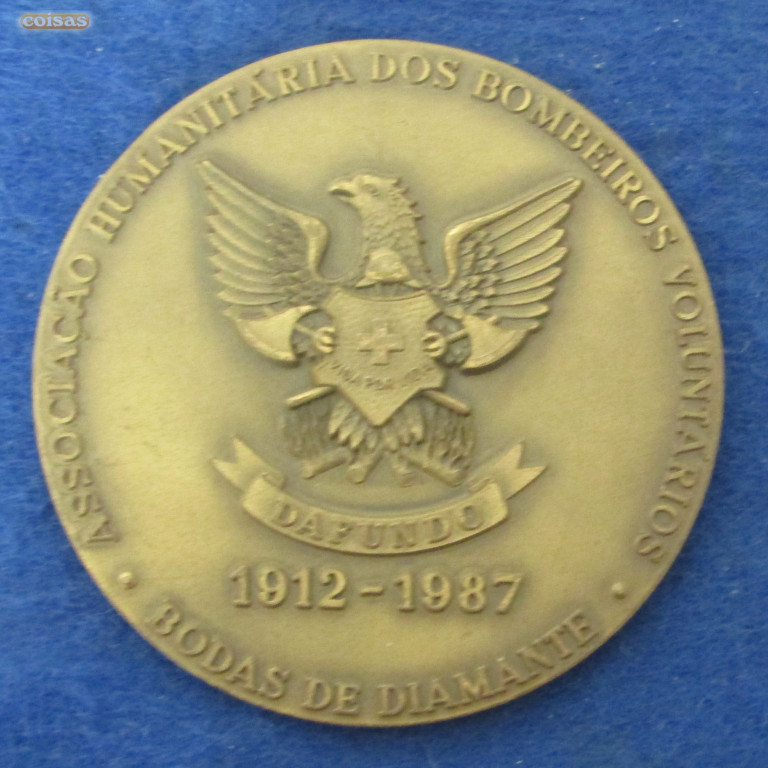 coisas
ASSOCIAÇÃO HUMANITÁRIA DOS BOMBEIROS VOLUNTÁRIOS
DAFUNDO
1912-1987
• BODAS DE DIAMANTE •